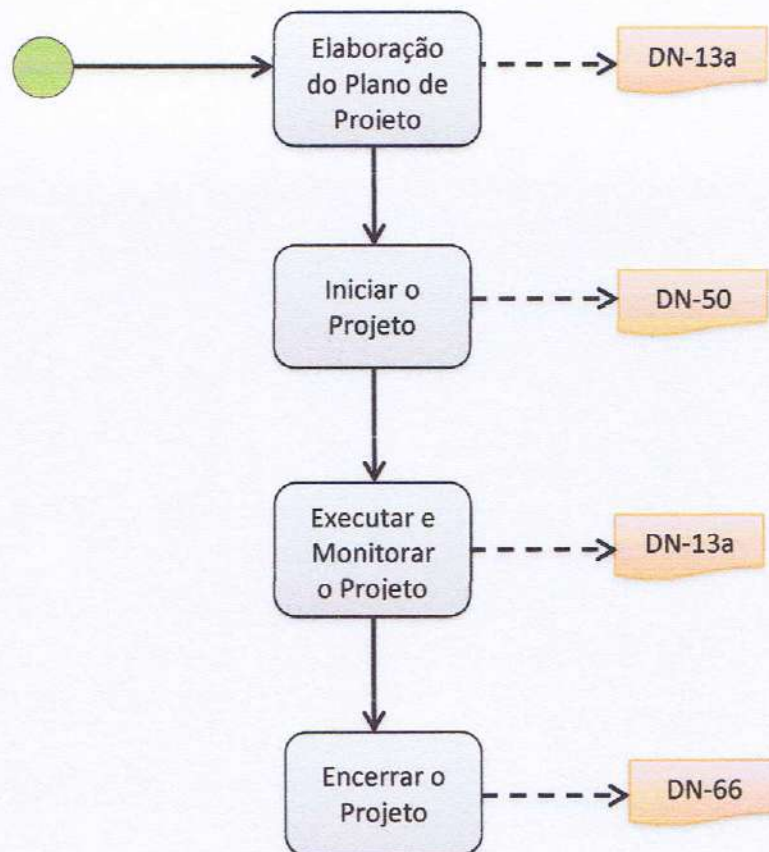 Elaboração
do Plano de
Projeto
DN-13a
Iniciar o
Projeto
DN-50
Executar e
Monitorar
o Projeto
DN-13a
Encerrar o
Projeto
DN-66